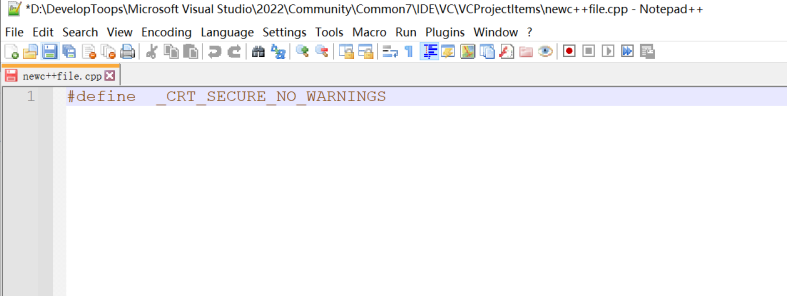 *D:\DevelopToops\Microsoft Visual Studio\2022\Community\Common7\IDE\VC\VCProjectItems\newc++file.cpp - Notepad++
File Edit Search View Encoding Language Settings Tools Macro Run Plugins Window ?
newc++file.cpp
1 #define _CRT_SECURE_NO_WARNINGS